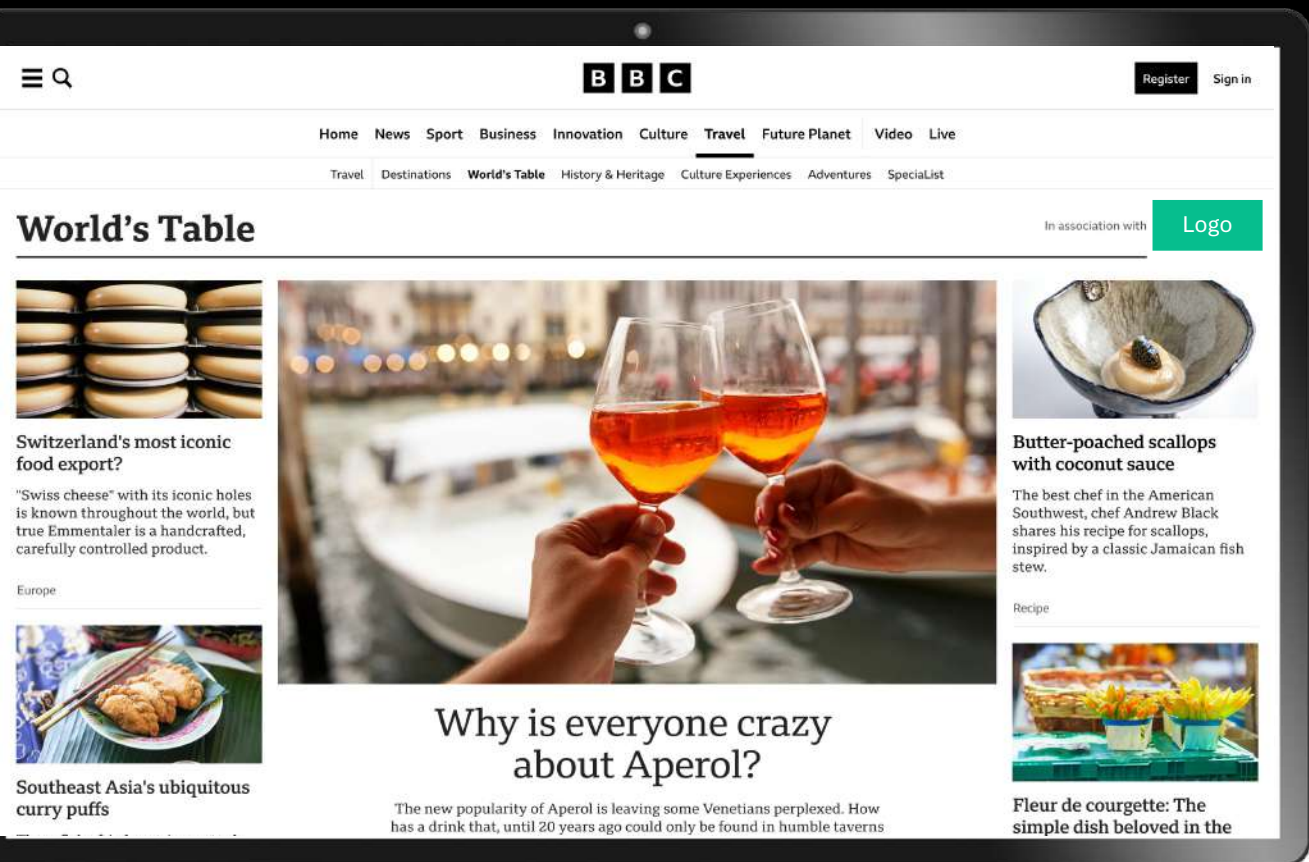 BBC
Register
Sign in
Home News Sport Business Innovation Culture Travel Future Planet Video Live
Travel Destinations World's Table History & Heritage Culture Experiences Adventures SpeciaList
World's Table
In association with
Logo
Switzerland's most iconic
food export?
"Swiss cheese" with its iconic holes
is known throughout the world, but
true Emmentaler is a handcrafted,
carefully controlled product.
Europe
Southeast Asia's ubiquitous
curry puffs
Why is everyone crazy
about Aperol?
The new popularity of Aperol is leaving some Venetians perplexed. How
has a drink that, until 20 years ago could only be found in humble taverns
Butter-poached scallops
with coconut sauce
The best chef in the American
Southwest, chef Andrew Black
shares his recipe for scallops,
inspired by a classic Jamaican fish
stew.
Recipe
Fleur de courgette: The
simple dish beloved in the